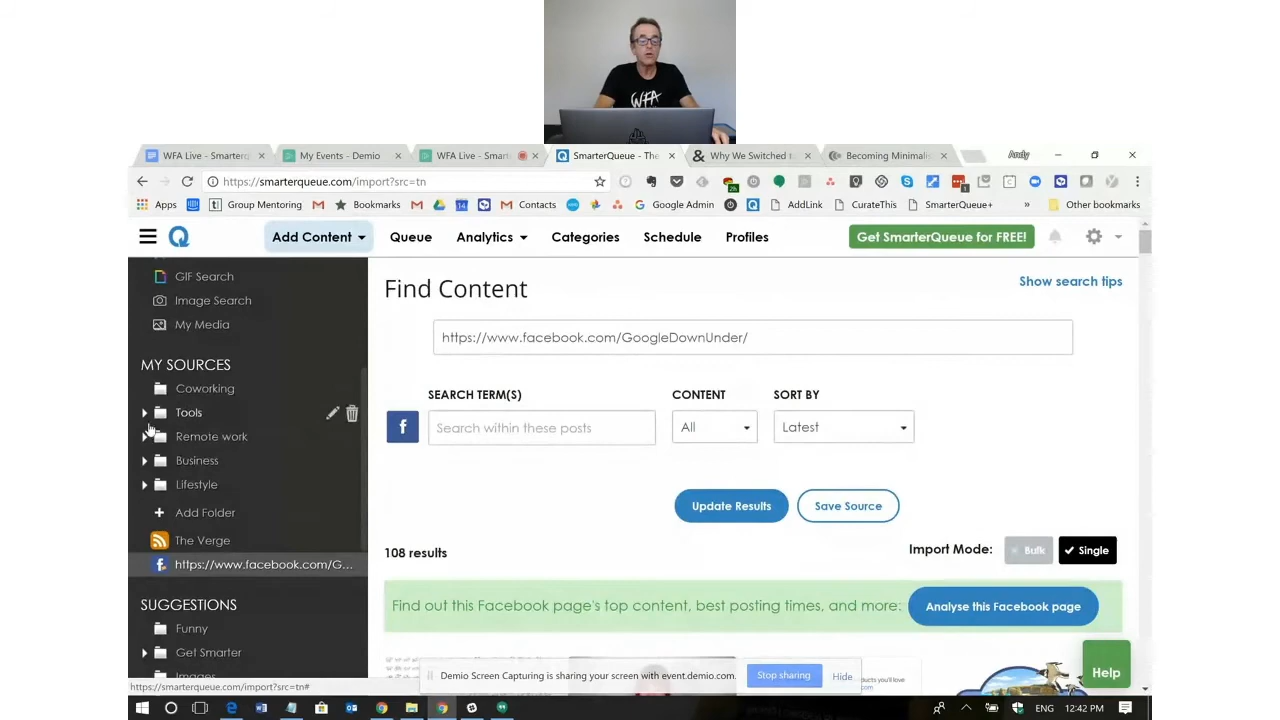 WFA
WFA Live - Smarterq
My Events - Demio
WFA Live - Smart
SmarterQueue - The
Why We Switched t
Becoming Minimalis
Andy
https://smarterqueue.com/import?src=tn
Apps
Group Mentoring
Bookmarks
Contacts
Google Admin
AddLink
CurateThis
SmarterQueue+
»
Other bookmarks
Add Content
Queue
Analytics
Categories
Schedule
Profiles
Get SmarterQueue for FREE!
GIF Search
Image Search
My Media
MY SOURCES
Coworking
Tools
Remote work
Business
Lifestyle
+ Add Folder
The Verge
https://www.facebook.com/G...
SUGGESTIONS
Funny
Get Smarter
Images
Find Content
Show search tips
https://www.facebook.com/GoogleDownUnder/
SEARCH TERM(S)
CONTENT
SORT BY
Search within these posts
All
Latest
Update Results
Save Source
108 results
Import Mode:
Bulk
Single
Find out this Facebook page's top content, best posting times, and more:
Analyse this Facebook page
Help
Demio Screen Capturing is sharing your screen with event.demio.com.
Stop sharing
Hide
https://smarterqueue.com/import?src=tn#
ENG
12:42 PM